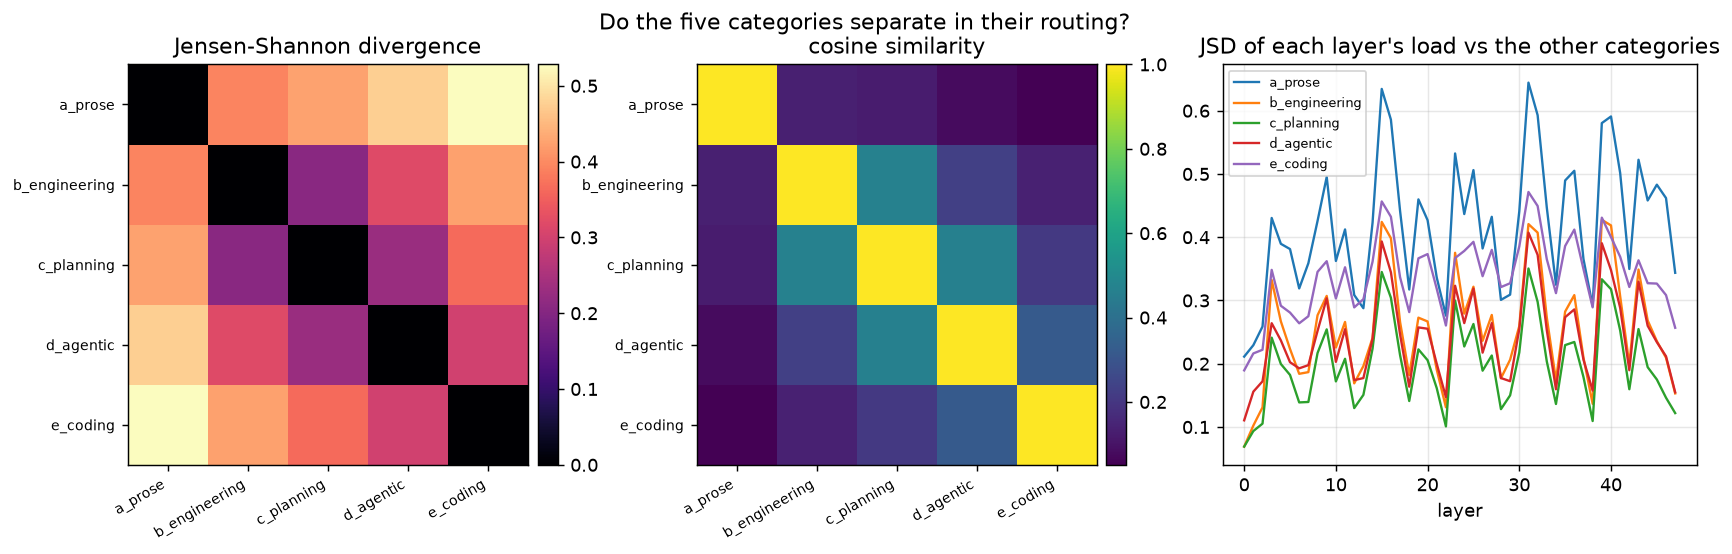 Do the five categories separate in their routing?
Jensen-Shannon divergence
a_prose
b_engineering
c_planning
d_agentic
e_coding
a_prose
b_engineering
c_planning
d_agentic
e_coding
0.5
0.4
0.3
0.2
0.1
0.0
cosine similarity
a_prose
b_engineering
c_planning
d_agentic
e_coding
a_prose
b_engineering
c_planning
d_agentic
e_coding
1.0
0.8
0.6
0.4
0.2
JSD of each layer's load vs the other categories
a_prose
b_engineering
c_planning
d_agentic
e_coding
0.6
0.5
0.4
0.3
0.2
0.1
0
10
20
30
40
layer